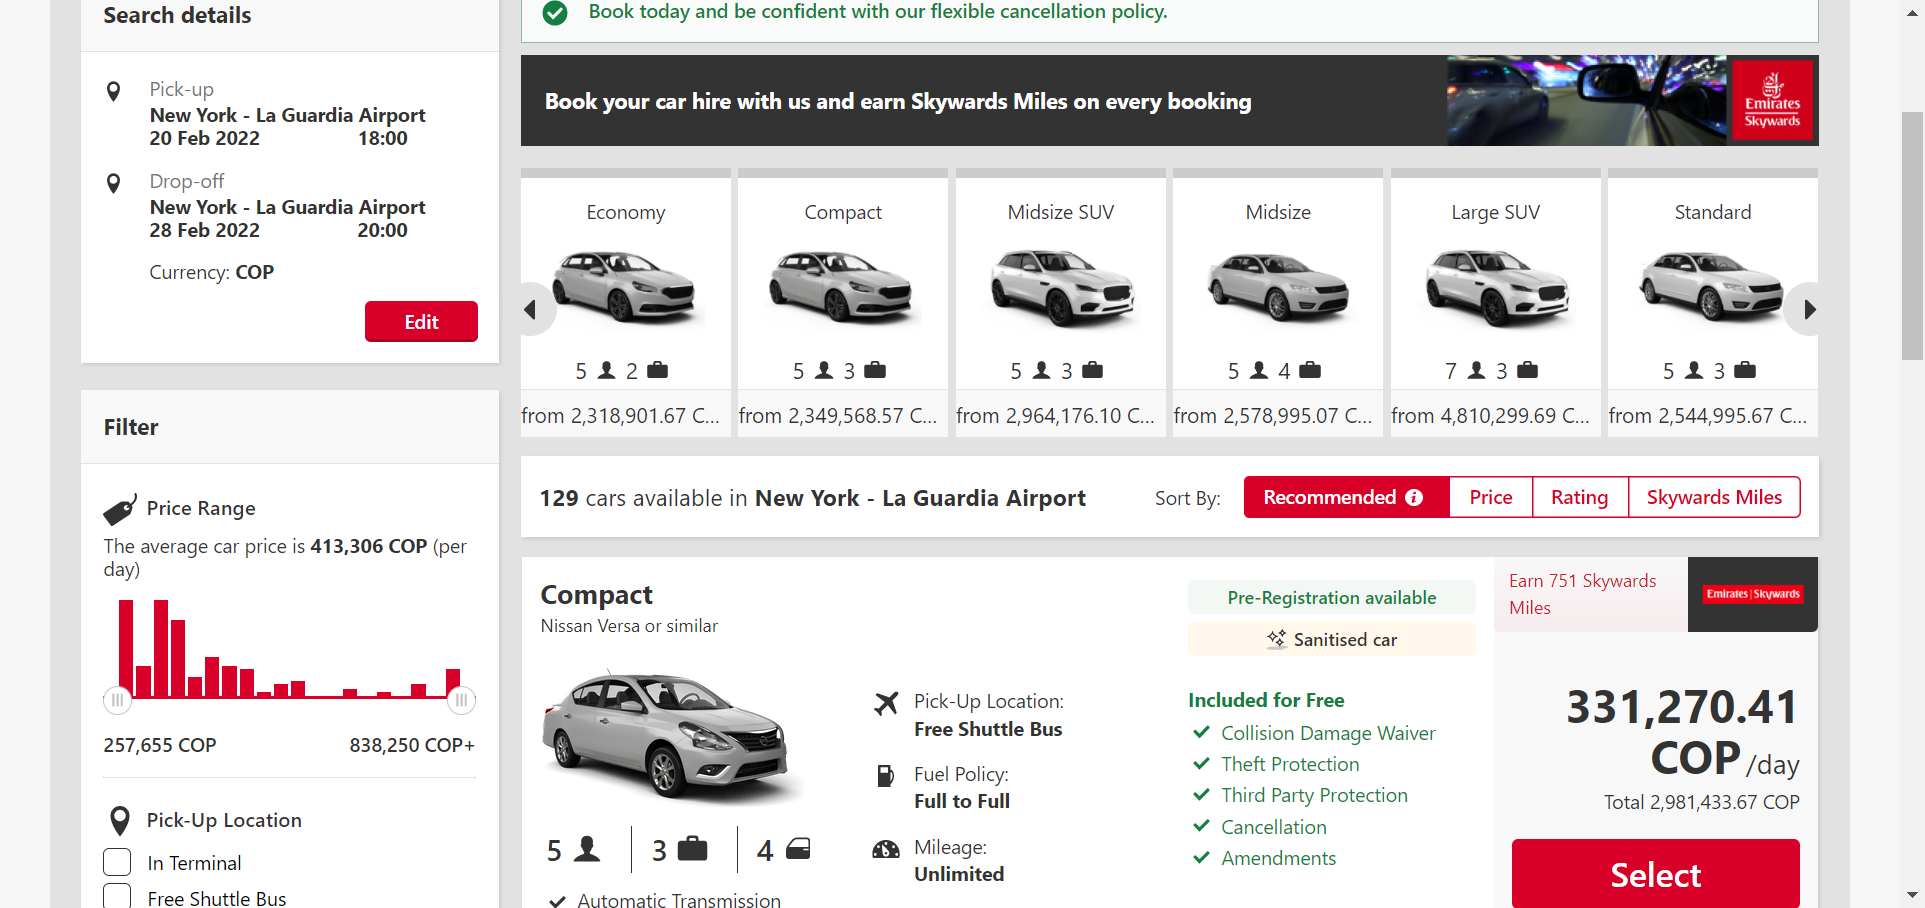 Search details
Pick-up
New York - La Guardia Airport
20 Feb 2022 18:00
Drop-off
New York - La Guardia Airport
28 Feb 2022 20:00
Currency: COP
Edit
Filter
Price Range
The average car price is 413,306 COP (per
day)
257,655 COP 838,250 COP+
Pick-Up Location
In Terminal
Free Shuttle Bus
Book today and be confident with our flexible cancellation policy.
Book your car hire with us and earn Skywards Miles on every booking
Emirates
Skywards
Economy
5 2
from 2,318,901.67 C...
Compact
5 3
from 2,349,568.57 C...
Midsize SUV
5 3
from 2,964,176.10 C...
Midsize
5 4
from 2,578,995.07 C...
Large SUV
7 3
from 4,810,299.69 C...
Standard
5 3
from 2,544,995.67 C...
129 cars available in New York - La Guardia Airport
Sort By: Recommended i Price Rating Skywards Miles
Compact
Nissan Versa or similar
5 3 4
Automatic Transmission
Pick-Up Location:
Free Shuttle Bus
Fuel Policy:
Full to Full
Mileage:
Unlimited
Pre-Registration available
Sanitised car
Included for Free
Collision Damage Waiver
Theft Protection
Third Party Protection
Cancellation
Amendments
Earn 751 Skywards
Miles
Emirates | Skywards
331,270.41
COP /day
Total 2,981,433.67 COP
Select